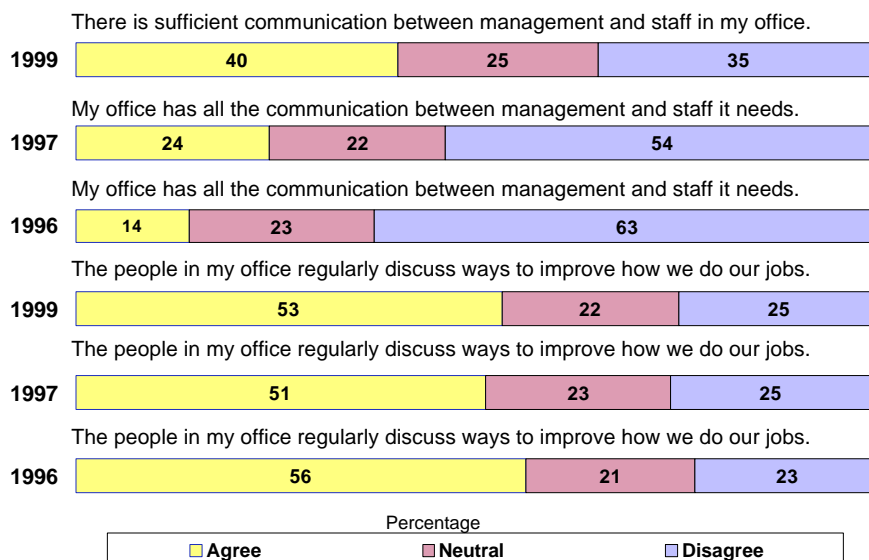 There is sufficient communication between management and staff in my office.
1999 40 25 35
My office has all the communication between management and staff it needs.
1997 24 22 54
My office has all the communication between management and staff it needs.
1996 14 23 63
The people in my office regularly discuss ways to improve how we do our jobs.
1999 53 22 25
The people in my office regularly discuss ways to improve how we do our jobs.
1997 51 23 25
The people in my office regularly discuss ways to improve how we do our jobs.
1996 56 21 23
Percentage
Agree Neutral Disagree